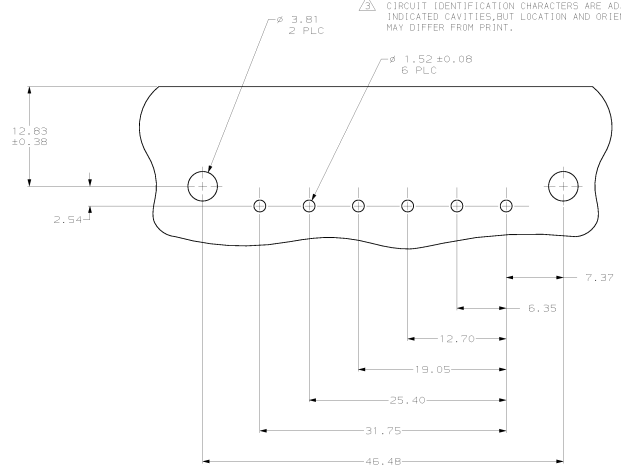 3 CIRCUIT IDENTIFICATION CHARACTERS ARE
INDICATED CAVITIES,BUT LOCATION AND
MAY DIFFER FROM PRINT.
ø 3.81
2 PLC
ø 1.52 ±0.08
6 PLC
12.83
±0.38
2.54
7.37
6.35
12.70
19.05
25.40
31.75
46.48